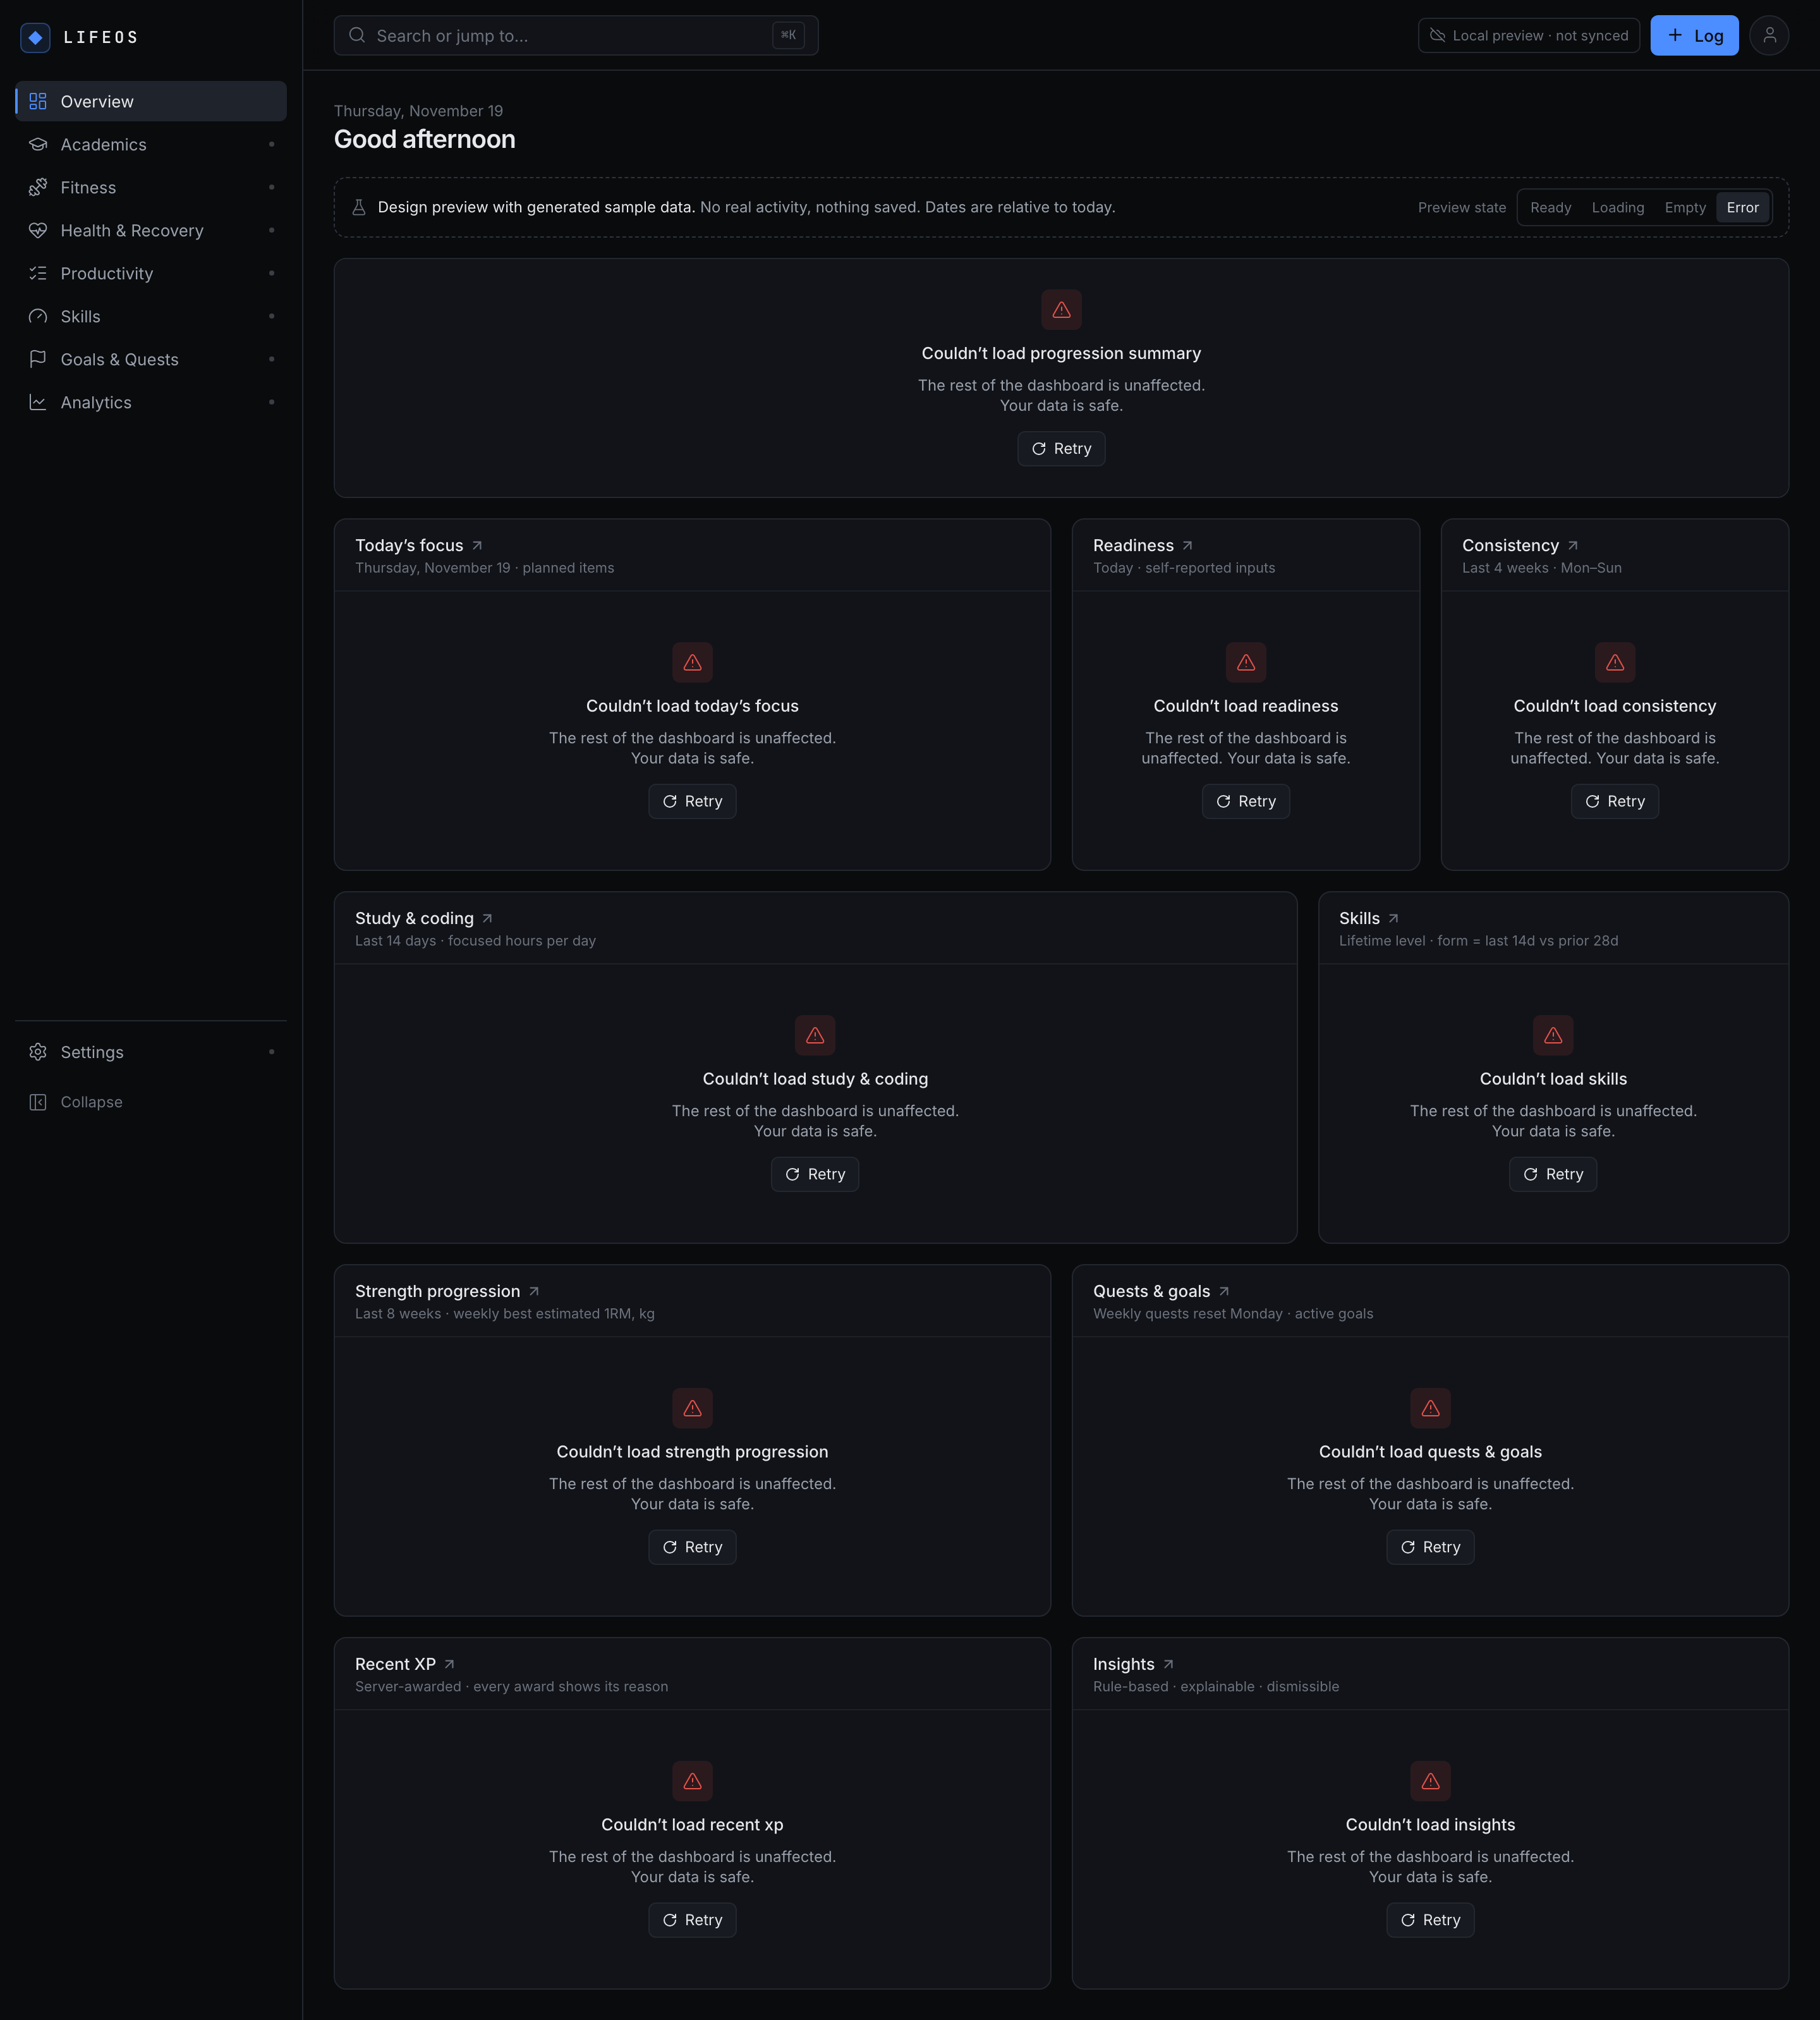 LIFEOS
Search or jump to...
⌘K
Local preview · not synced
+ Log
Overview
Academics
Fitness
Health & Recovery
Productivity
Skills
Goals & Quests
Analytics
Settings
Collapse
Thursday, November 19
Good afternoon
Design preview with generated sample data. No real activity, nothing saved. Dates are relative to today.
Preview state
Ready
Loading
Empty
Error
Couldn’t load progression summary
The rest of the dashboard is unaffected.
Your data is safe.
Retry
Today’s focus
Thursday, November 19 · planned items
Couldn’t load today’s focus
The rest of the dashboard is unaffected.
Your data is safe.
Retry
Readiness
Today · self-reported inputs
Couldn’t load readiness
The rest of the dashboard is
unaffected. Your data is safe.
Retry
Consistency
Last 4 weeks · Mon–Sun
Couldn’t load consistency
The rest of the dashboard is
unaffected. Your data is safe.
Retry
Study & coding
Last 14 days · focused hours per day
Couldn’t load study & coding
The rest of the dashboard is unaffected.
Your data is safe.
Retry
Skills
Lifetime level · form = last 14d vs prior 28d
Couldn’t load skills
The rest of the dashboard is unaffected.
Your data is safe.
Retry
Strength progression
Last 8 weeks · weekly best estimated 1RM, kg
Couldn’t load strength progression
The rest of the dashboard is unaffected.
Your data is safe.
Retry
Quests & goals
Weekly quests reset Monday · active goals
Couldn’t load quests & goals
The rest of the dashboard is unaffected.
Your data is safe.
Retry
Recent XP
Server-awarded · every award shows its reason
Couldn’t load recent xp
The rest of the dashboard is unaffected.
Your data is safe.
Retry
Insights
Rule-based · explainable · dismissible
Couldn’t load insights
The rest of the dashboard is unaffected.
Your data is safe.
Retry